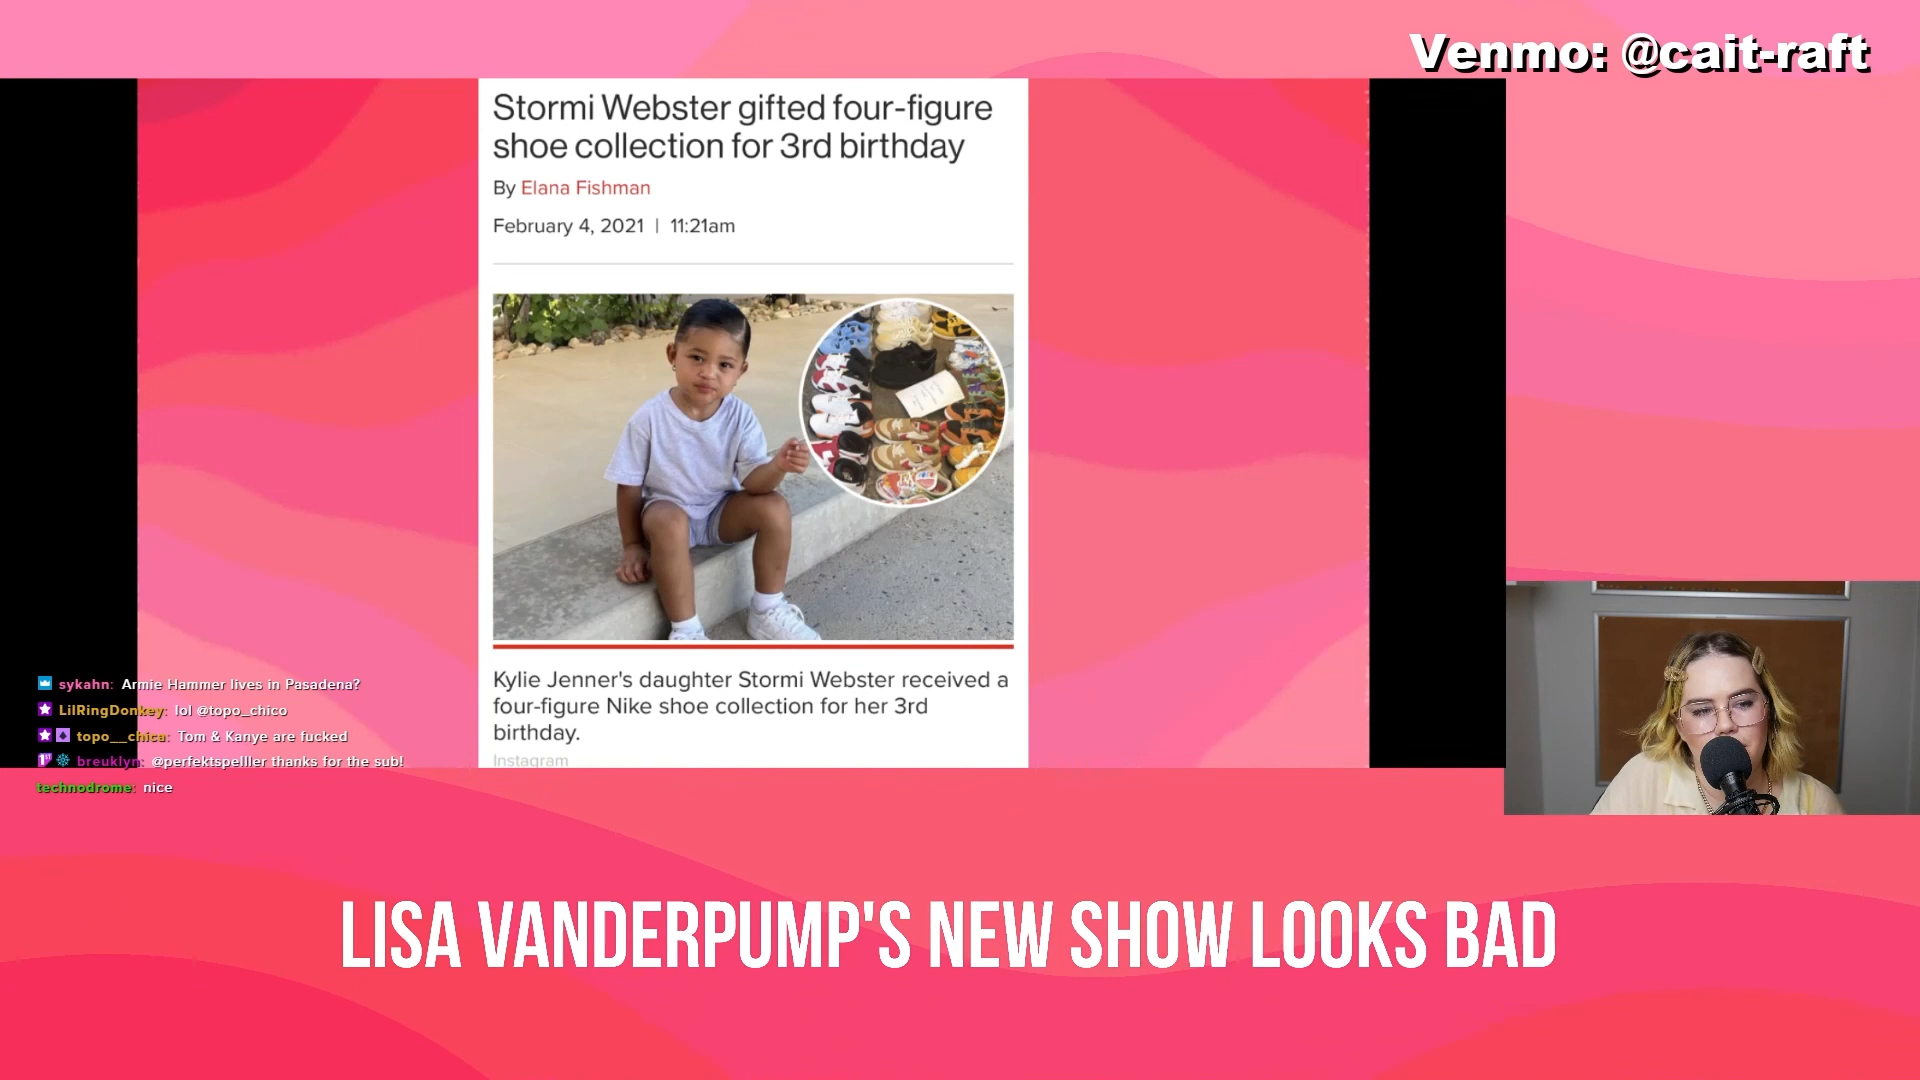 Venmo: @cait-raft
Stormi Webster gifted four-figure
shoe collection for 3rd birthday
By Elana Fishman
February 4, 2021 | 11:21am
Kylie Jenner's daughter Stormi Webster received a
four-figure Nike shoe collection for her 3rd
birthday.
Instagram
sykahn: Armie Hammer lives in Pasadena?
LilRingDonkey: lol @topo_chico
topo__chica: Tom & Kanye are fucked
breuklyn: @perfektspelller thanks for the sub!
technodrome: nice
LISA VANDERPUMP'S NEW SHOW LOOKS BAD